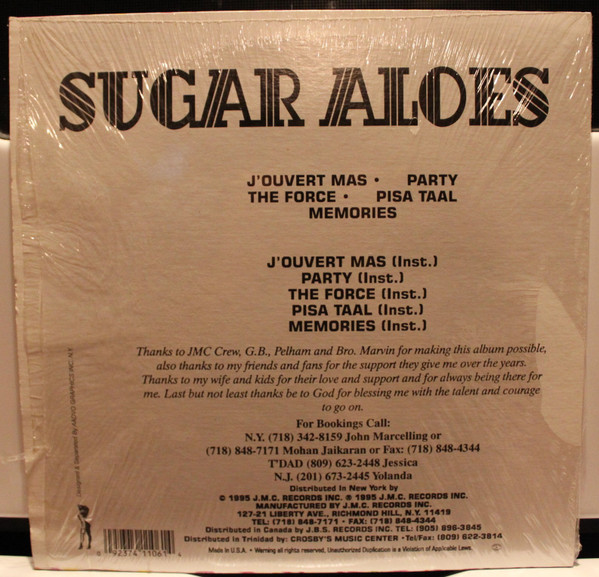 SUGAR ALOES
J'OUVERT MAS • PARTY
THE FORCE • PISA TAAL
MEMORIES
J'OUVERT MAS (Inst.)
PARTY (Inst.)
THE FORCE (Inst.)
PISA TAAL (Inst.)
MEMORIES (Inst.)
Thanks to JMC Crew, G.B., Pelham and Bro. Marvin for making this album possible,
also thanks to my friends and fans for the support they give me over the years.
Thanks to my wife and kids for their love and support and for always being there for
me. Last but not least thanks be to God for blessing me with the talent and courage
to go on.
For Bookings Call:
N.Y. (718) 342-8159 John Marcelling or
(718) 848-7171 Mohan Jaikaran or Fax: (718) 848-4344
T'DAD (809) 623-2448 Jessica
N.J. (201) 673-2445 Yolanda
Distributed In New York by
© 1995 J.M.C. RECORDS INC. ℗ 1995 J.M.C. RECORDS INC.
MANUFACTURED BY J.M.C. RECORDS INC.
127-21 LIBERTY AVE., RICHMOND HILL, N.Y. 11419
TEL: (718) 848-7171 • FAX: (718) 848-4344
Distributed in Canada by J.B.S. RECORDS INC. TEL: (905) 896-3845
Distributed in Trinidad by: CROSBY'S MUSIC CENTER •Tel/Fax: (809) 622-3814
Made in U.S.A. • Warning all rights reserved. Unauthorized Duplication is a Violation of Applicable Laws.
GRAPHICS INC. N.Y.
92374 11061